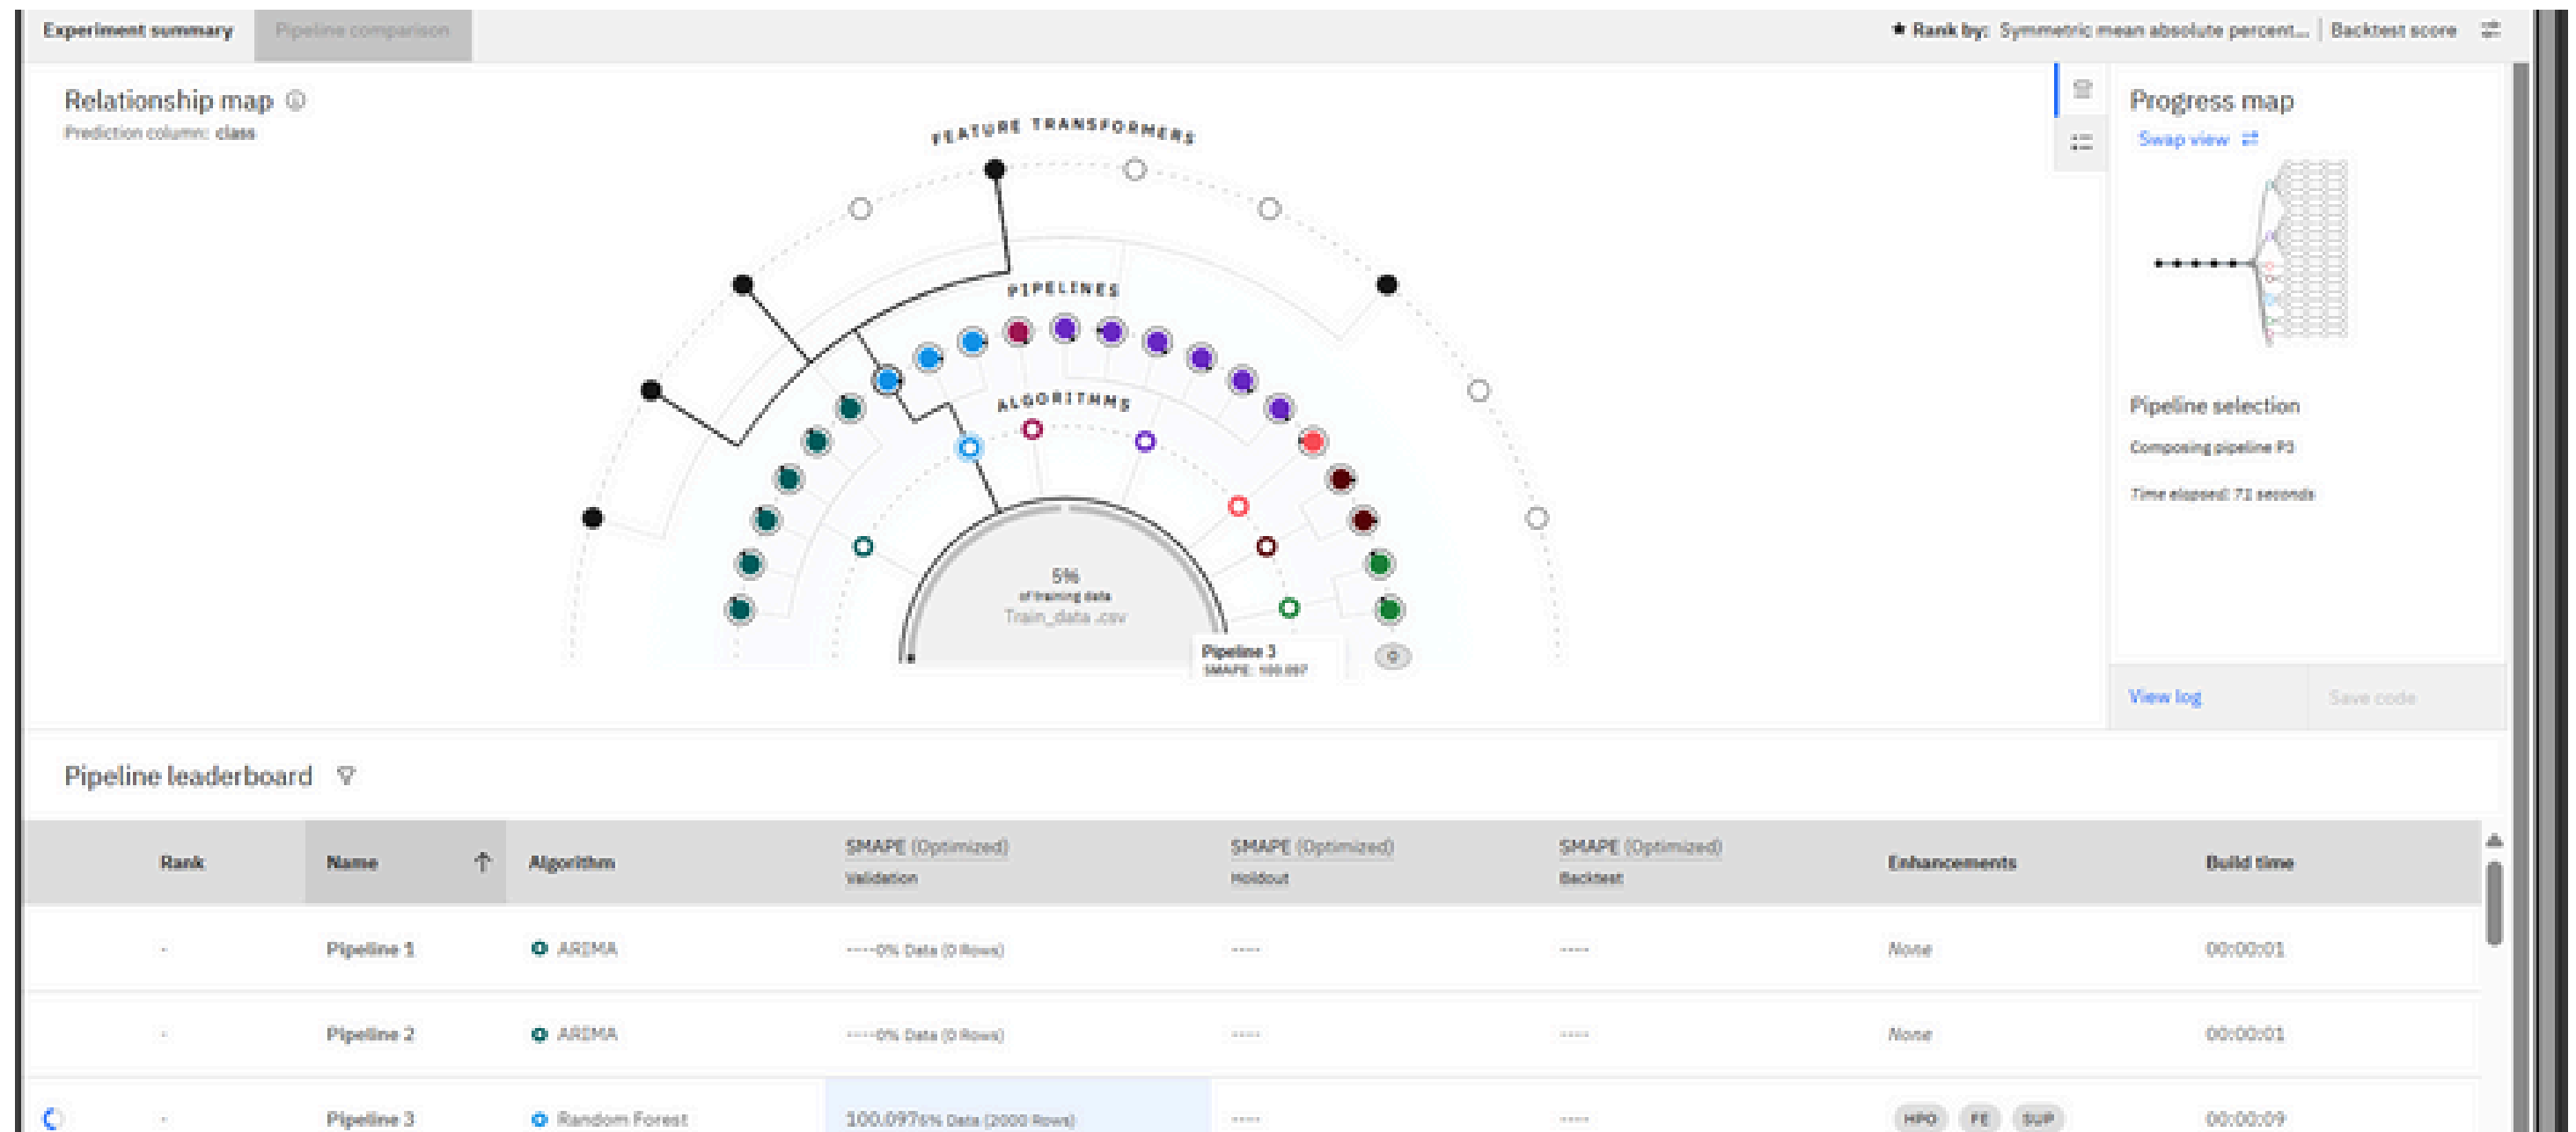 Experiment summary
Pipeline comparison
★ Rank by: Symmetric mean absolute percent... | Backtest score
Relationship map
Prediction column: class
FEATURE TRANSFORMERS
PIPELINES
ALGORITHMS
5%
of training data
Train_data .csv
Pipeline 3
SMAPE: 100.097
Progress map
Swap view
Pipeline selection
Composing pipeline P3
Time elapsed: 71 seconds
View log
Save code
Pipeline leaderboard
Rank Name ↑ Algorithm SMAPE (Optimized) Validation SMAPE (Optimized) Holdout SMAPE (Optimized) Backtest Enhancements Build time
- Pipeline 1 ARIMA ----0% Data (0 Rows) ---- ---- None 00:00:01
- Pipeline 2 ARIMA ----0% Data (0 Rows) ---- ---- None 00:00:01
- Pipeline 3 Random Forest 100.0975% Data (2000 Rows) ---- ---- HPO FE SUP 00:00:09